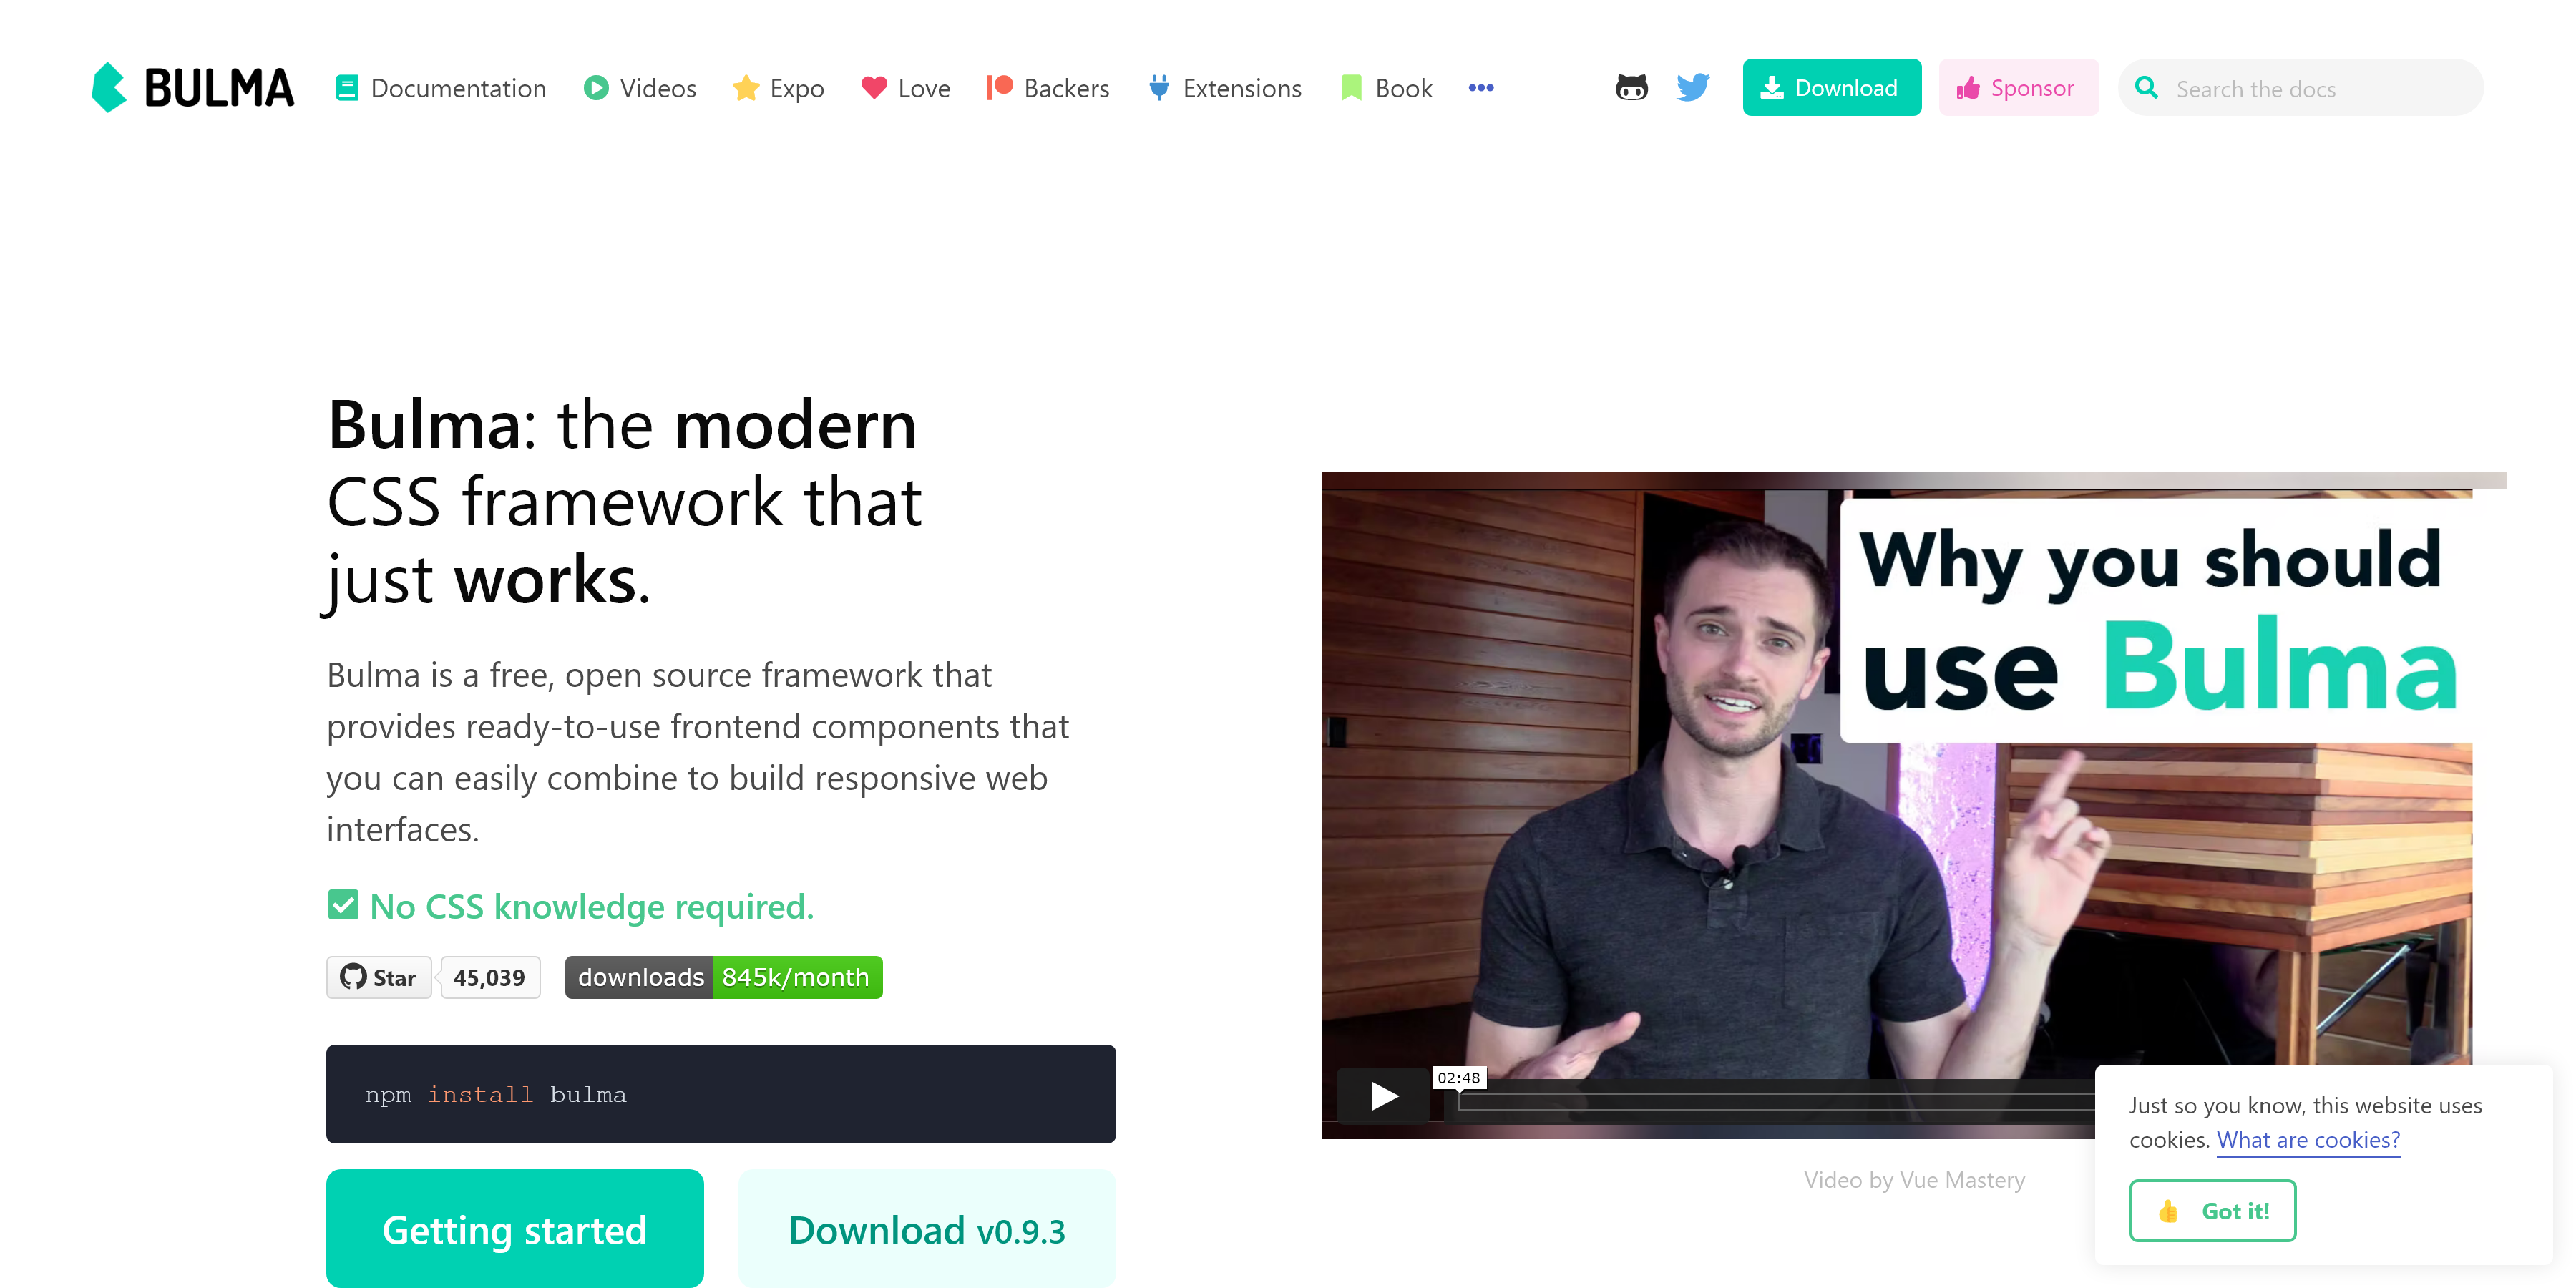 BULMA Documentation Videos Expo Love Backers Extensions Book Download Sponsor Search the docs
Bulma: the modern
CSS framework that
just works.
Bulma is a free, open source framework that
provides ready-to-use frontend components that
you can easily combine to build responsive web
interfaces.
No CSS knowledge required.
Star 45,039 downloads 845k/month
npm install bulma
Getting started Download v0.9.3
Why you should
use Bulma
02:48
Video by Vue Mastery
Just so you know, this website uses
cookies. What are cookies?
Got it!